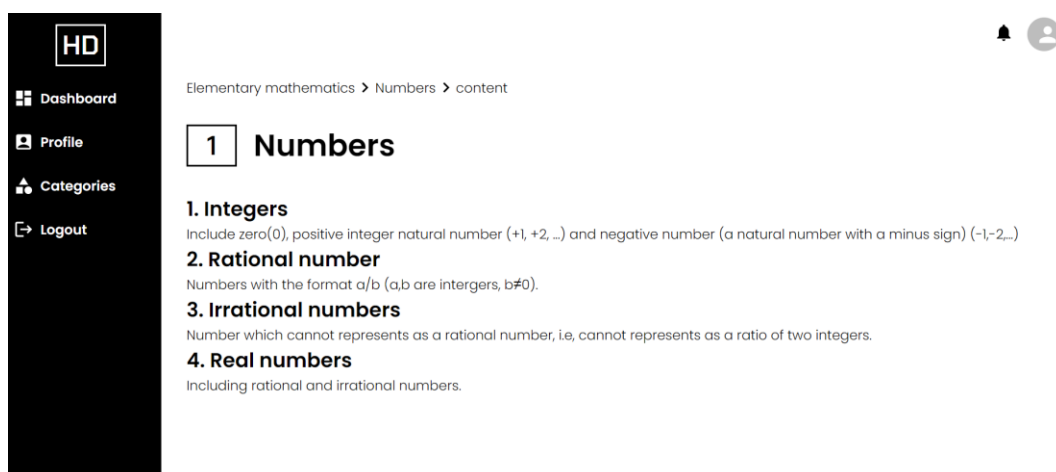 HD
Dashboard
Profile
Categories
Logout
Elementary mathematics > Numbers > content
1 Numbers
1. Integers
Include zero(0), positive integer natural number (+1, +2, ...) and negative number (a natural number with a minus sign) (-1,-2,...)
2. Rational number
Numbers with the format a/b (a,b are intergers, b≠0).
3. Irrational numbers
Number which cannot represents as a rational number, i.e, cannot represents as a ratio of two integers.
4. Real numbers
Including rational and irrational numbers.